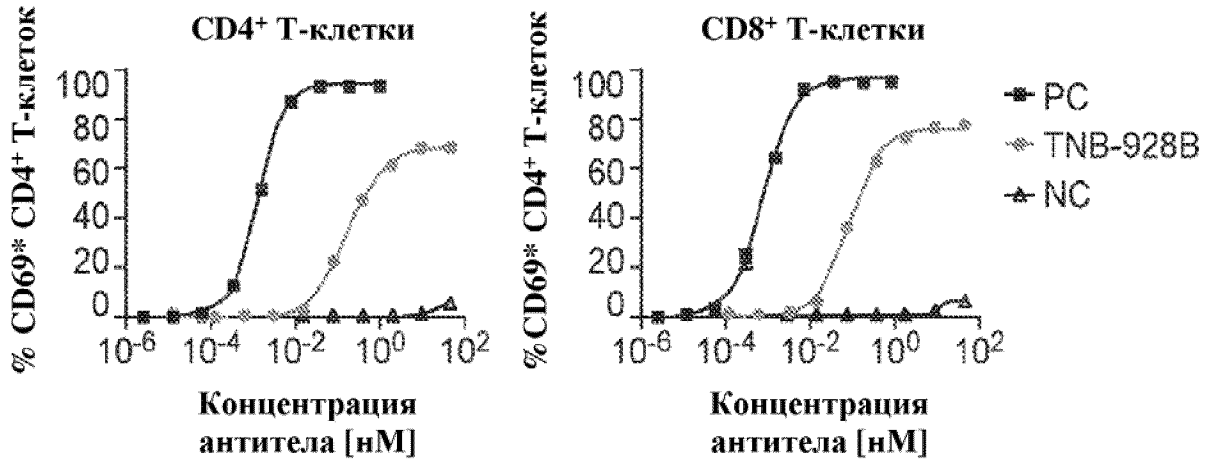 CD4⁺ Т-клетки
% CD69* CD4⁺ Т-клеток
100
80
60
40
20
0
10⁻⁶ 10⁻⁴ 10⁻² 10⁰ 10²
Концентрация
антитела [нМ]
CD8⁺ Т-клетки
% CD69* CD4⁺ Т-клеток
100
80
60
40
20
0
10⁻⁶ 10⁻⁴ 10⁻² 10⁰ 10²
Концентрация
антитела [нМ]
PC
TNB-928B
NC